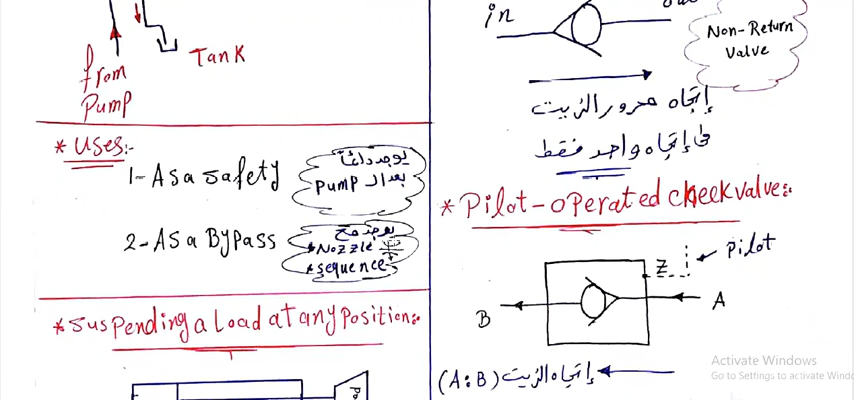 Tank
from
Pump
* Uses:-
1- As a safety
يوجد دائماً
بعد الـ Pump
2- As a Bypass
يوجد مع
* Nozzle
* sequence
* Suspending a Load at any Position:-
in
Non-Return
Valve
إتجاه مرور الزيت
فى إتجاه واحد فقط
* Pilot-operated check valve:-
Z
Pilot
B
A
إتجاه الزيت (A:B)
Activate Windows
Go to Settings to activate Wind